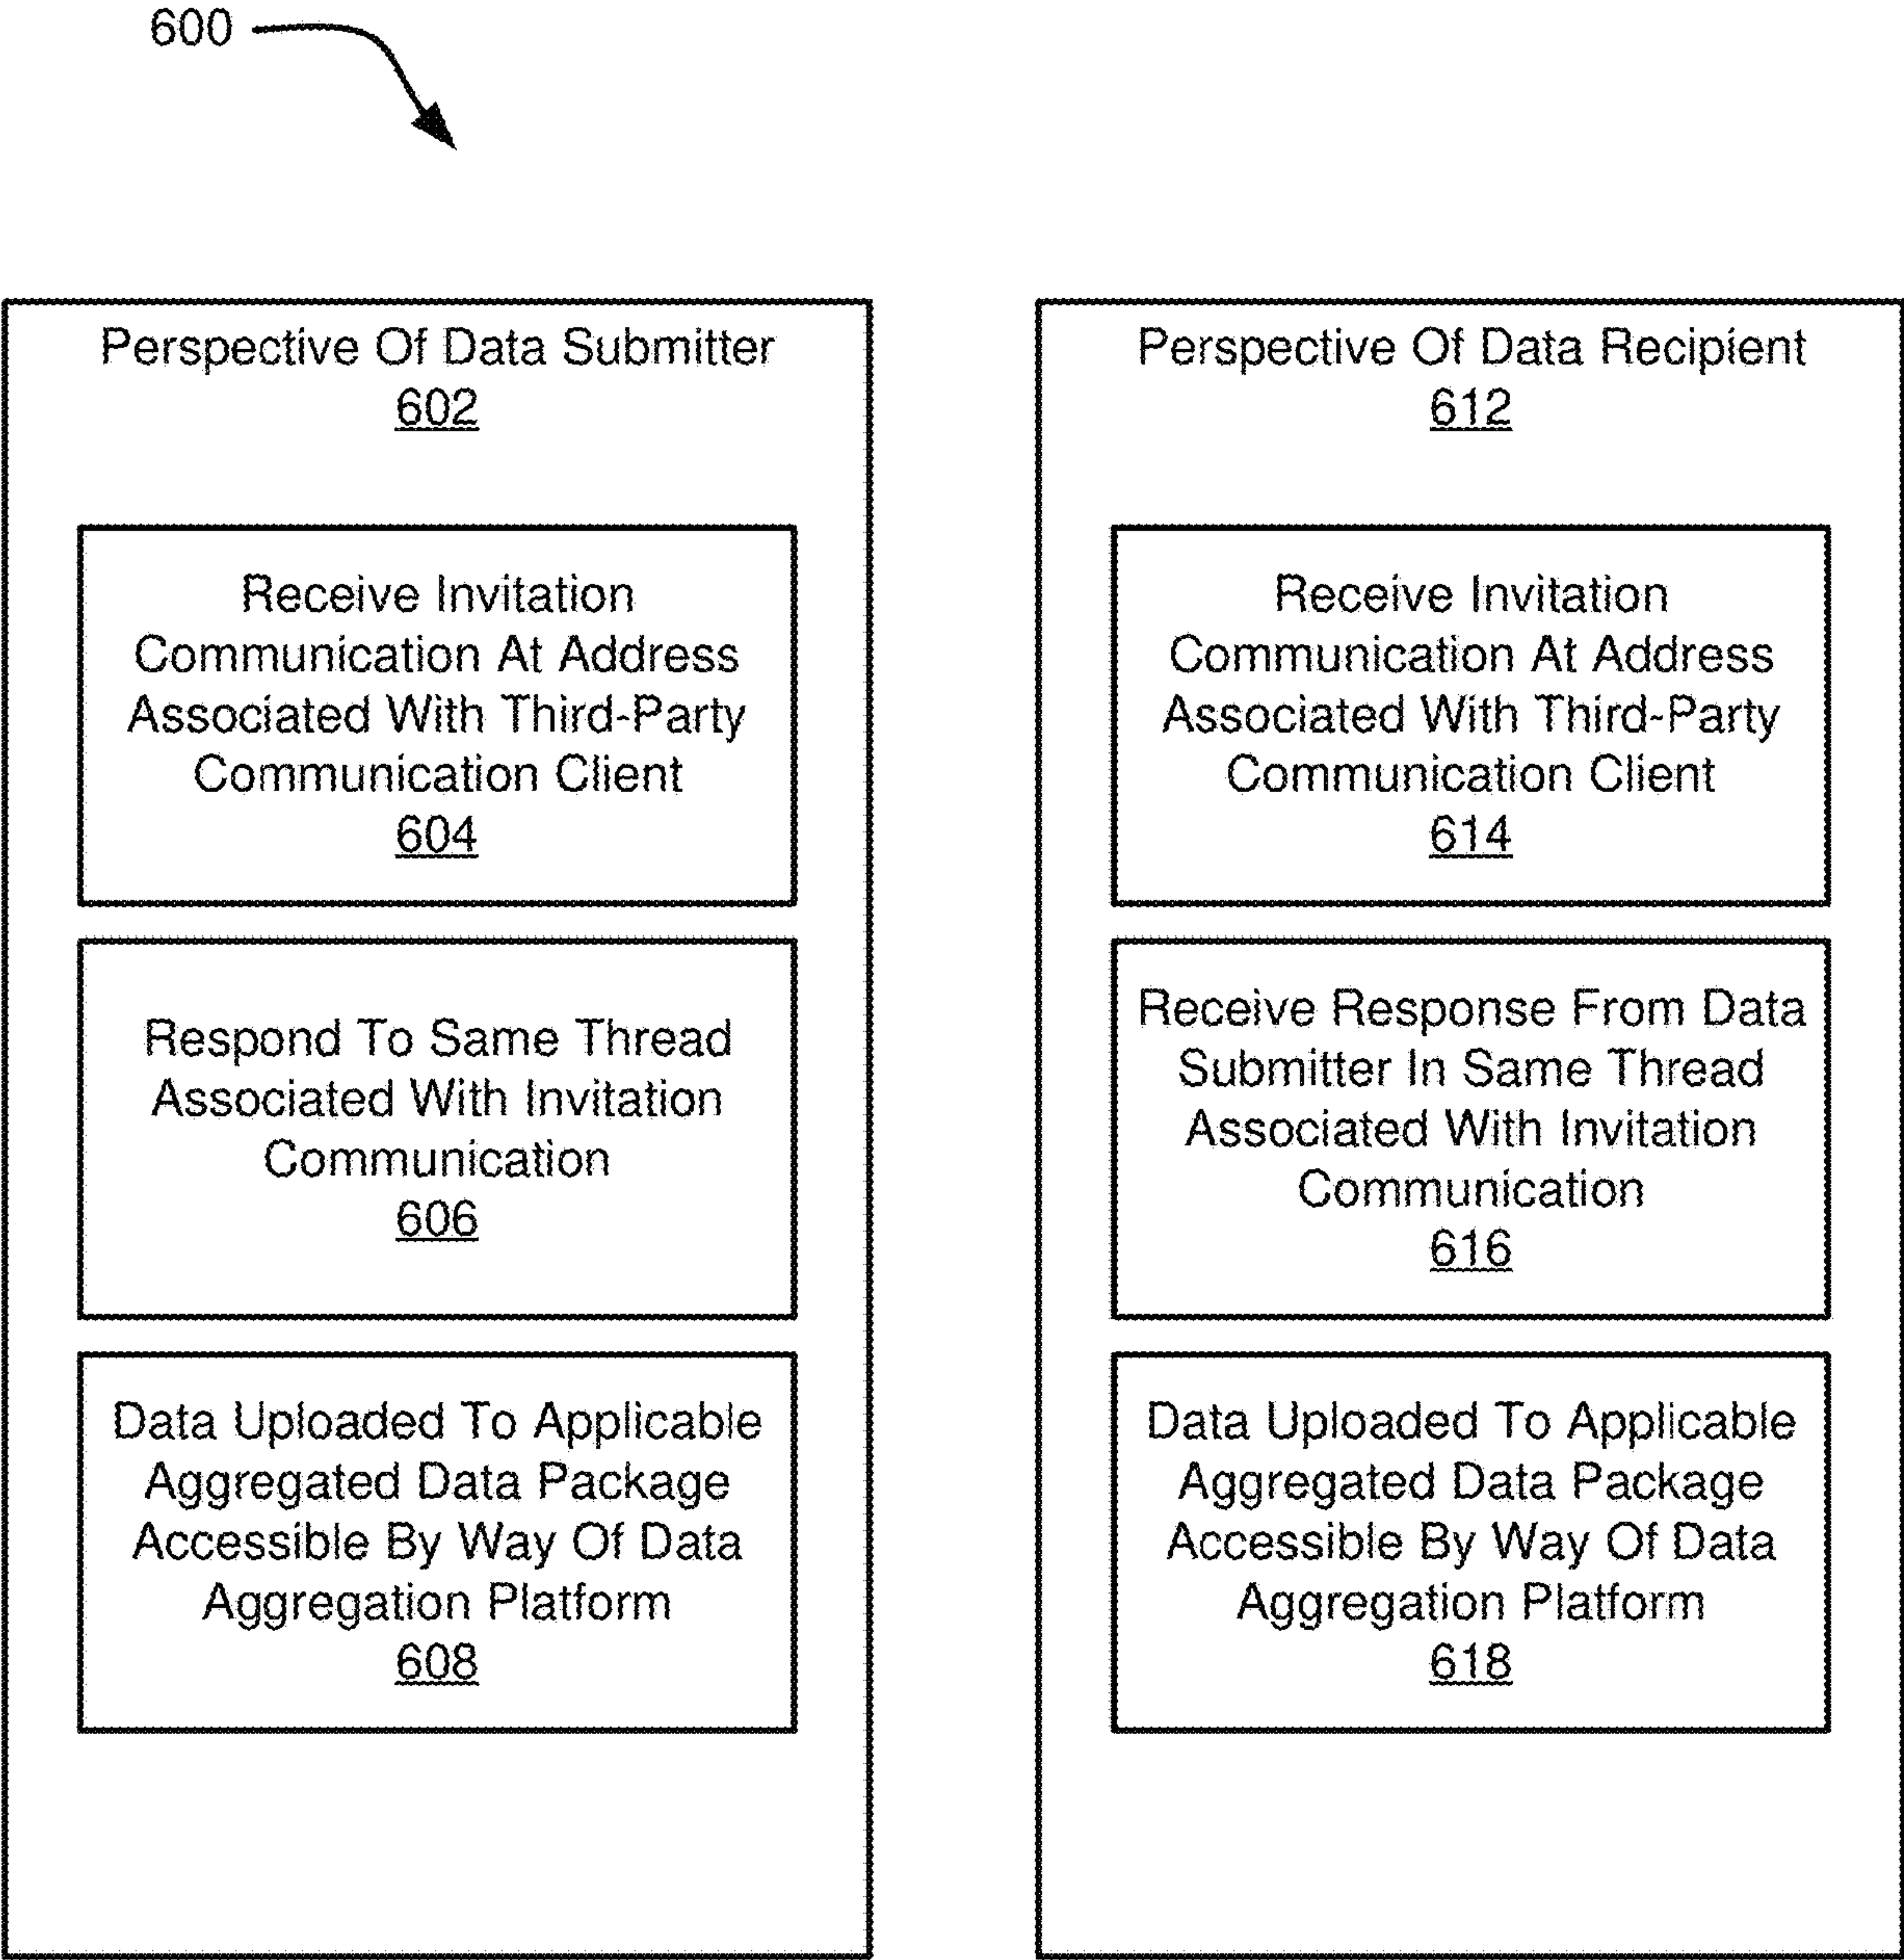 600
Perspective Of Data Submitter
602
Receive Invitation
Communication At Address
Associated With Third-Party
Communication Client
604
Respond To Same Thread
Associated With Invitation
Communication
606
Data Uploaded To Applicable
Aggregated Data Package
Accessible By Way Of Data
Aggregation Platform
608
Perspective Of Data Recipient
612
Receive Invitation
Communication At Address
Associated With Third-Party
Communication Client
614
Receive Response From Data
Submitter In Same Thread
Associated With Invitation
Communication
616
Data Uploaded To Applicable
Aggregated Data Package
Accessible By Way Of Data
Aggregation Platform
618